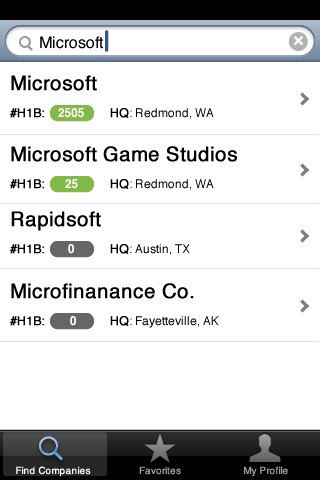 Microsoft
Microsoft
#H1B: 2505 HQ: Redmond, WA
Microsoft Game Studios
#H1B: 25 HQ: Redmond, WA
Rapidsoft
#H1B: 0 HQ: Austin, TX
Microfinanance Co.
#H1B: 0 HQ: Fayetteville, AK
Find Companies Favorites My Profile